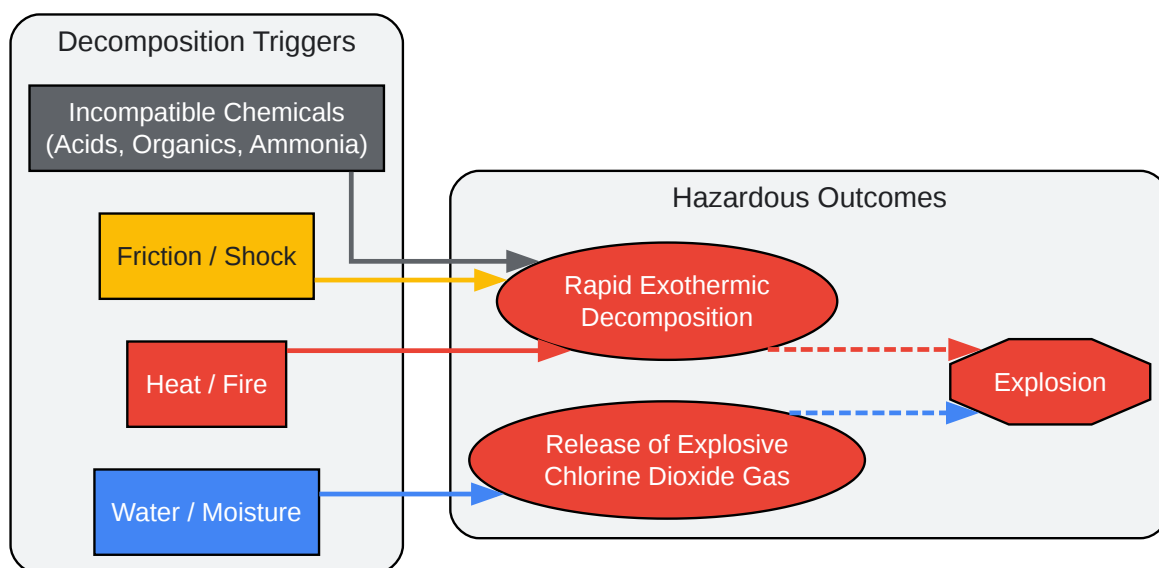 Decomposition Triggers
Incompatible Chemicals
(Acids, Organics, Ammonia)
Friction / Shock
Heat / Fire
Water / Moisture
Hazardous Outcomes
Rapid Exothermic
Decomposition
Release of Explosive
Chlorine Dioxide Gas
Explosion